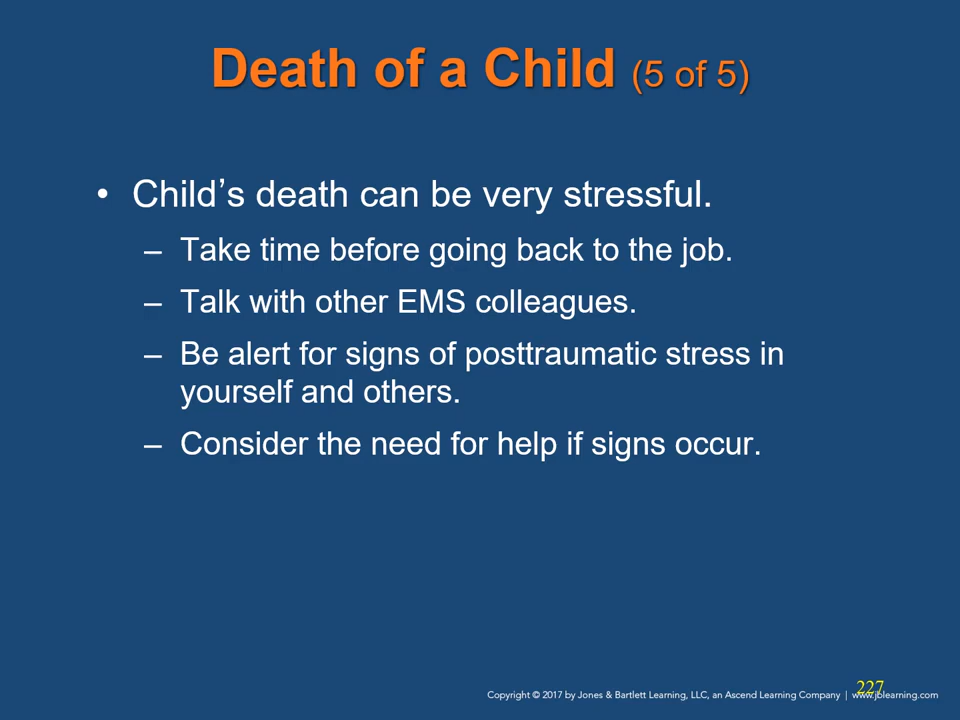 Death of a Child (5 of 5)
• Child’s death can be very stressful.
– Take time before going back to the job.
– Talk with other EMS colleagues.
– Be alert for signs of posttraumatic stress in
yourself and others.
– Consider the need for help if signs occur.
227
Copyright © 2017 by Jones & Bartlett Learning, LLC, an Ascend Learning Company | www.jblearning.com